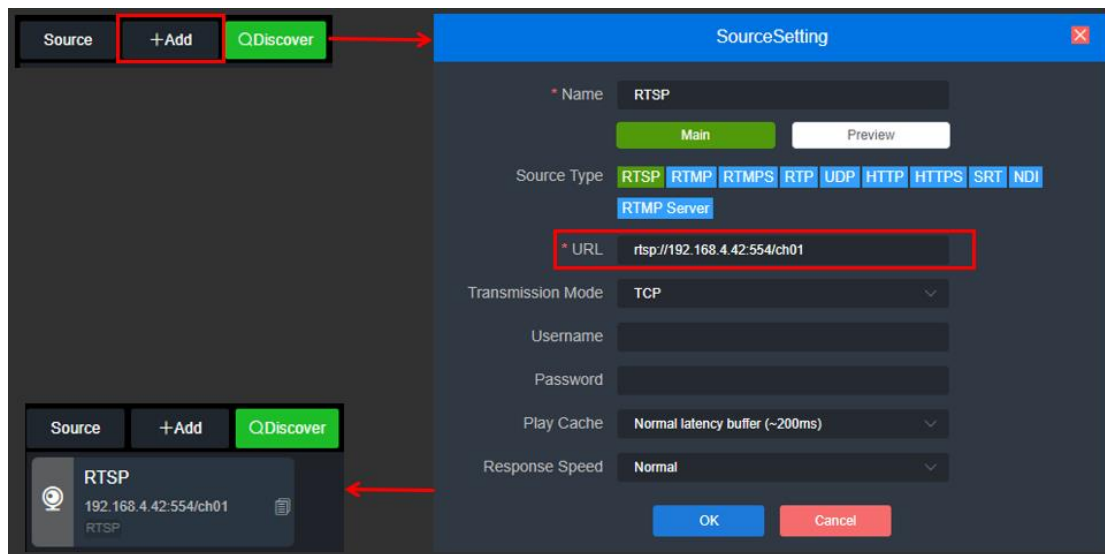 Source +Add Discover
SourceSetting
* Name RTSP
Main Preview
Source Type RTSP RTMP RTMPS RTP UDP HTTP HTTPS SRT NDI
RTMP Server
* URL rtsp://192.168.4.42:554/ch01
Transmission Mode TCP
Username
Password
Play Cache Normal latency buffer (~200ms)
Response Speed Normal
OK Cancel
Source +Add Discover
RTSP
192.168.4.42:554/ch01
RTSP